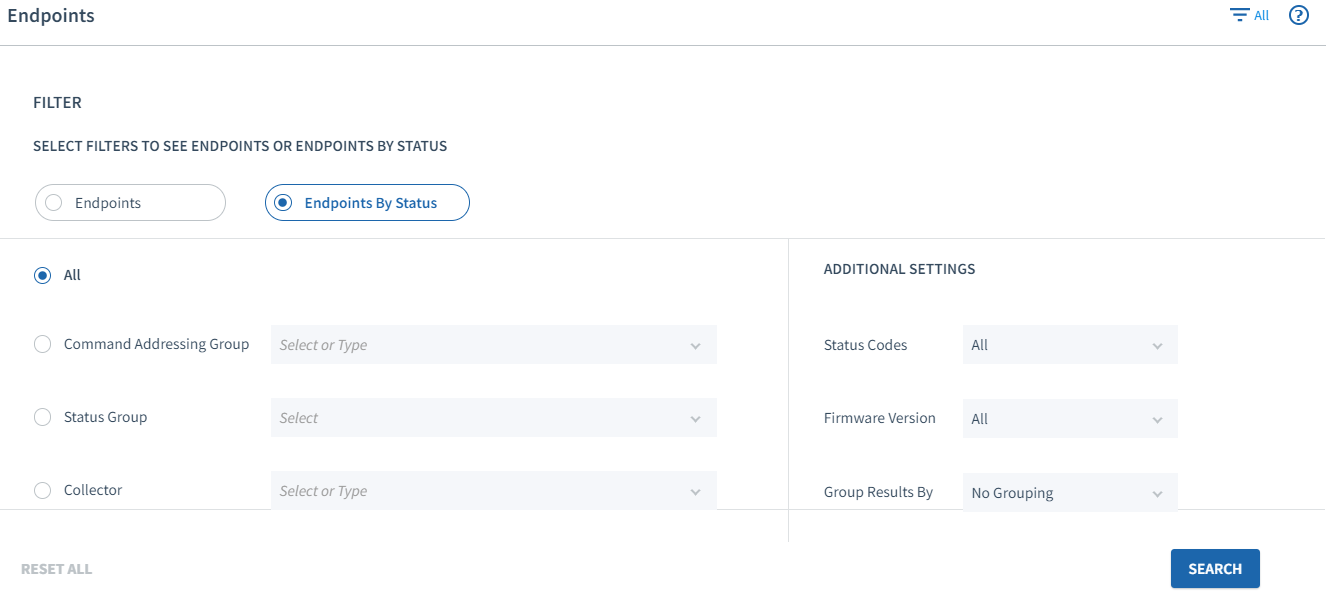 Endpoints
All
FILTER
SELECT FILTERS TO SEE ENDPOINTS OR ENDPOINTS BY STATUS
Endpoints
Endpoints By Status
All
Command Addressing Group
Select or Type
Status Group
Select
Collector
Select or Type
ADDITIONAL SETTINGS
Status Codes
All
Firmware Version
All
Group Results By
No Grouping
RESET ALL
SEARCH